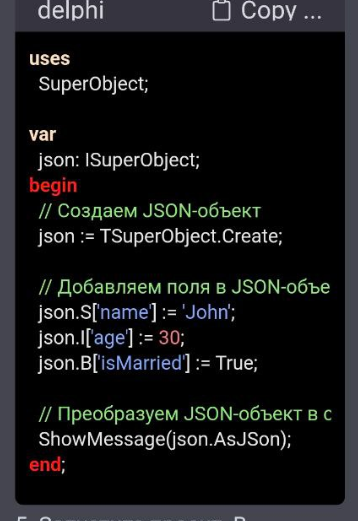 delphi Copy ...
uses
SuperObject;
var
json: ISuperObject;
begin
// Создаем JSON-объект
json := TSuperObject.Create;
// Добавляем поля в JSON-объе
json.S['name'] := 'John';
json.I['age'] := 30;
json.B['isMarried'] := True;
// Преобразуем JSON-объект в с
ShowMessage(json.AsJSon);
end;